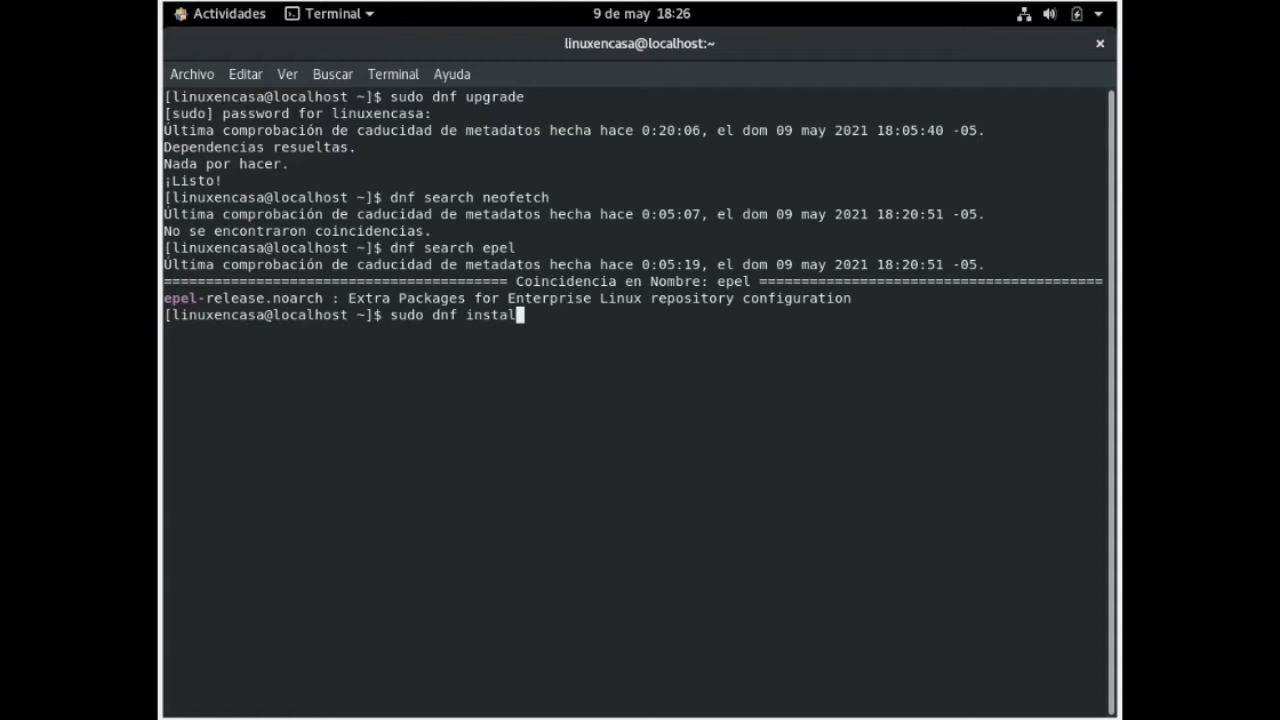 Actividades Terminal 9 de may 18:26
linuxencasa@localhost:~ ×
Archivo Editar Ver Buscar Terminal Ayuda
[linuxencasa@localhost ~]$ sudo dnf upgrade
[sudo] password for linuxencasa:
Última comprobación de caducidad de metadatos hecha hace 0:20:06, el dom 09 may 2021 18:05:40 -05.
Dependencias resueltas.
Nada por hacer.
¡Listo!
[linuxencasa@localhost ~]$ dnf search neofetch
Última comprobación de caducidad de metadatos hecha hace 0:05:07, el dom 09 may 2021 18:20:51 -05.
No se encontraron coincidencias.
[linuxencasa@localhost ~]$ dnf search epel
Última comprobación de caducidad de metadatos hecha hace 0:05:19, el dom 09 may 2021 18:20:51 -05.
========================================= Coincidencia en Nombre: epel =========================================
epel-release.noarch : Extra Packages for Enterprise Linux repository configuration
[linuxencasa@localhost ~]$ sudo dnf instal